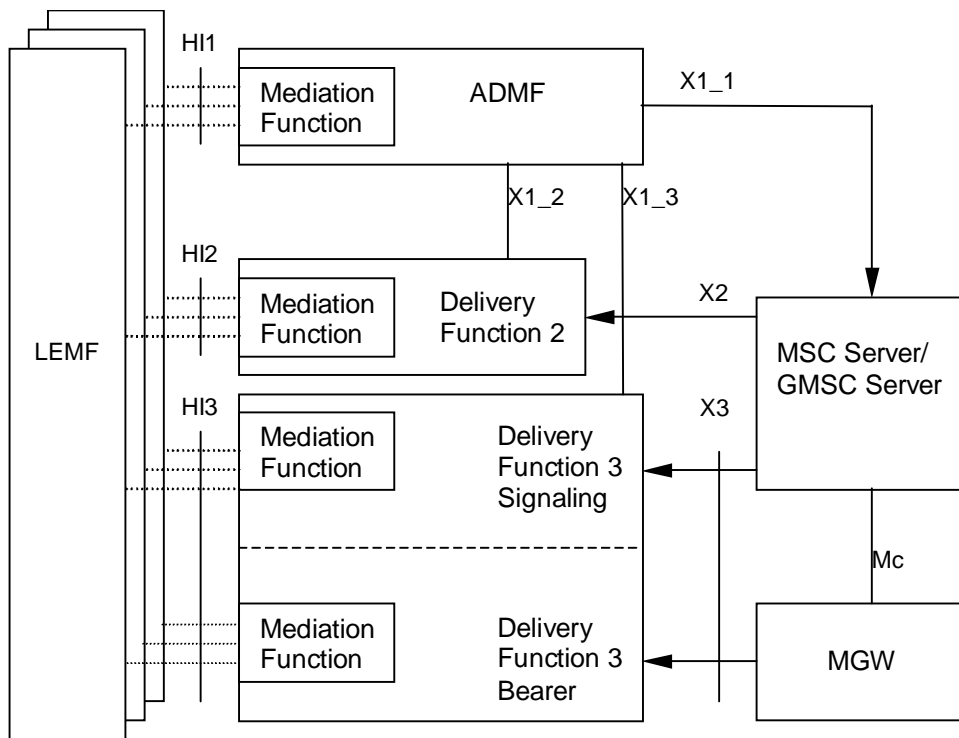 HI1
Mediation
Function
ADMF
X1_1
X1_2
X1_3
HI2
Mediation
Function
Delivery
Function 2
X2
LEMF
MSC Server/
GMSC Server
HI3
Mediation
Function
Delivery
Function 3
Signaling
X3
Mc
Mediation
Function
Delivery
Function 3
Bearer
MGW